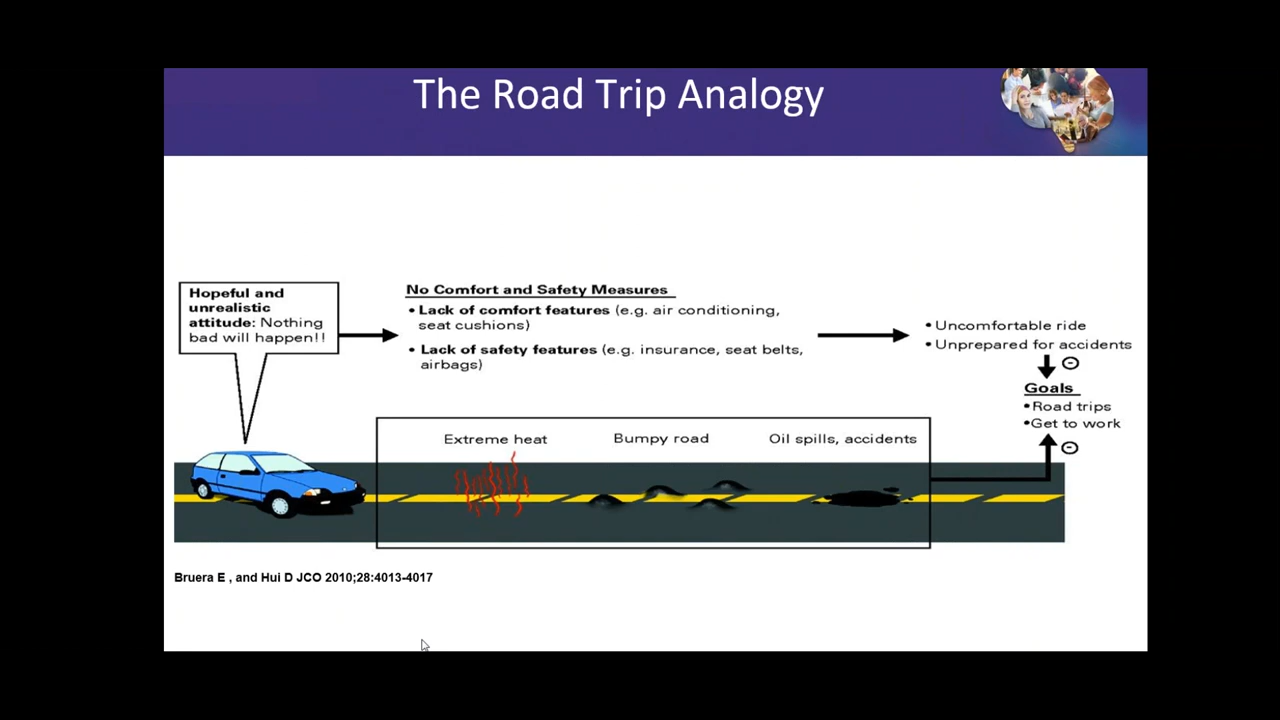 The Road Trip Analogy
Hopeful and
unrealistic
attitude: Nothing
bad will happen!!
No Comfort and Safety Measures
• Lack of comfort features (e.g. air conditioning,
seat cushions)
• Lack of safety features (e.g. insurance, seat belts,
airbags)
• Uncomfortable ride
• Unprepared for accidents
Goals
•Road trips
•Get to work
Extreme heat
Bumpy road
Oil spills, accidents
Bruera E , and Hui D JCO 2010;28:4013-4017